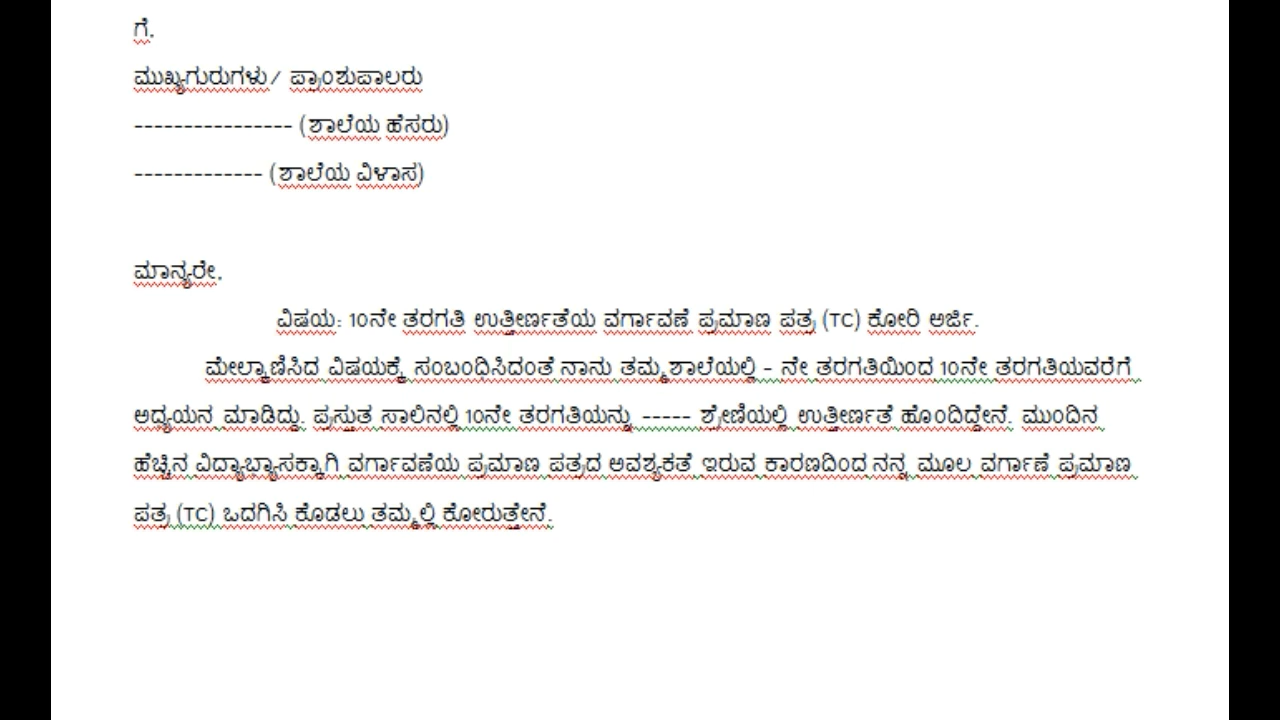 ಗೆ,
ಮುಖ್ಯಗುರುಗಳು/ ಪ್ರಾಂಶುಪಾಲರು
---------------- (ಶಾಲೆಯ ಹೆಸರು)
------------- (ಶಾಲೆಯ ವಿಳಾಸ)
ಮಾನ್ಯರೇ,
ವಿಷಯ: 10ನೇ ತರಗತಿ ಉತ್ತೀರ್ಣತೆಯ ವರ್ಗಾವಣೆ ಪ್ರಮಾಣ ಪತ್ರ (TC) ಕೋರಿ ಅರ್ಜಿ.
ಮೇಲ್ಕಾಣಿಸಿದ ವಿಷಯಕ್ಕೆ ಸಂಬಂಧಿಸಿದಂತೆ ನಾನು ತಮ್ಮ ಶಾಲೆಯಲ್ಲಿ - ನೇ ತರಗತಿಯಿಂದ 10ನೇ ತರಗತಿಯವರೆಗೆ
ಅಧ್ಯಯನ ಮಾಡಿದ್ದು. ಪ್ರಸ್ತುತ ಸಾಲಿನಲ್ಲಿ 10ನೇ ತರಗತಿಯನ್ನು ----- ಶ್ರೇಣಿಯಲ್ಲಿ ಉತ್ತೀರ್ಣತೆ ಹೊಂದಿದ್ದೇನೆ. ಮುಂದಿನ
ಹೆಚ್ಚಿನ ವಿದ್ಯಾಬ್ಯಾಸಕ್ಕಾಗಿ ವರ್ಗಾವಣೆಯ ಪ್ರಮಾಣ ಪತ್ರದ ಅವಶ್ಯಕತೆ ಇರುವ ಕಾರಣದಿಂದ ನನ್ನ ಮೂಲ ವರ್ಗಾಣೆ ಪ್ರಮಾಣ
ಪತ್ರ (TC) ಒದಗಿಸಿ ಕೊಡಲು ತಮ್ಮಲ್ಲಿ ಕೋರುತ್ತೇನೆ.